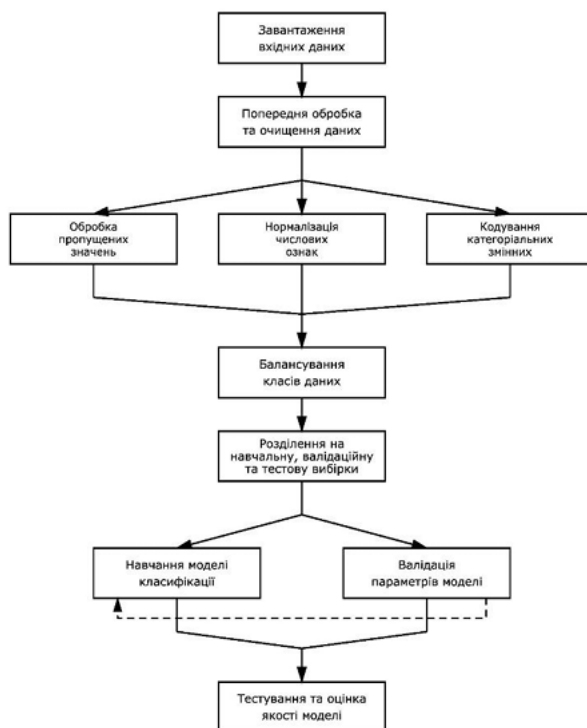 Завантаження
вхідних даних
Попередня обробка
та очищення даних
Обробка
пропущених
значень
Нормалізація
числових
ознак
Кодування
категоріальних
змінних
Балансування
класів даних
Розділення на
навчальну, валідаційну
та тестову вибірки
Навчання моделі
класифікації
Валідація
параметрів моделі
Тестування та оцінка
якості моделі